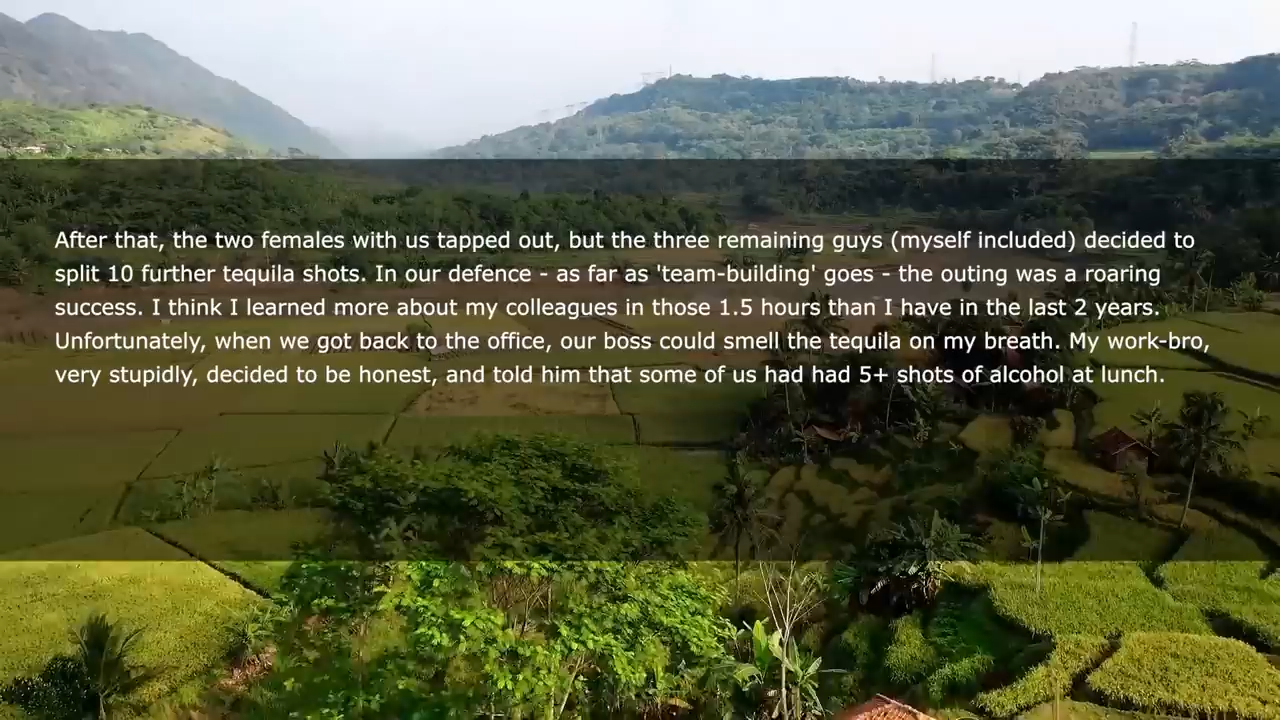 After that, the two females with us tapped out, but the three remaining guys (myself included) decided to
split 10 further tequila shots. In our defence - as far as 'team-building' goes - the outing was a roaring
success. I think I learned more about my colleagues in those 1.5 hours than I have in the last 2 years.
Unfortunately, when we got back to the office, our boss could smell the tequila on my breath. My work-bro,
very stupidly, decided to be honest, and told him that some of us had had 5+ shots of alcohol at lunch.